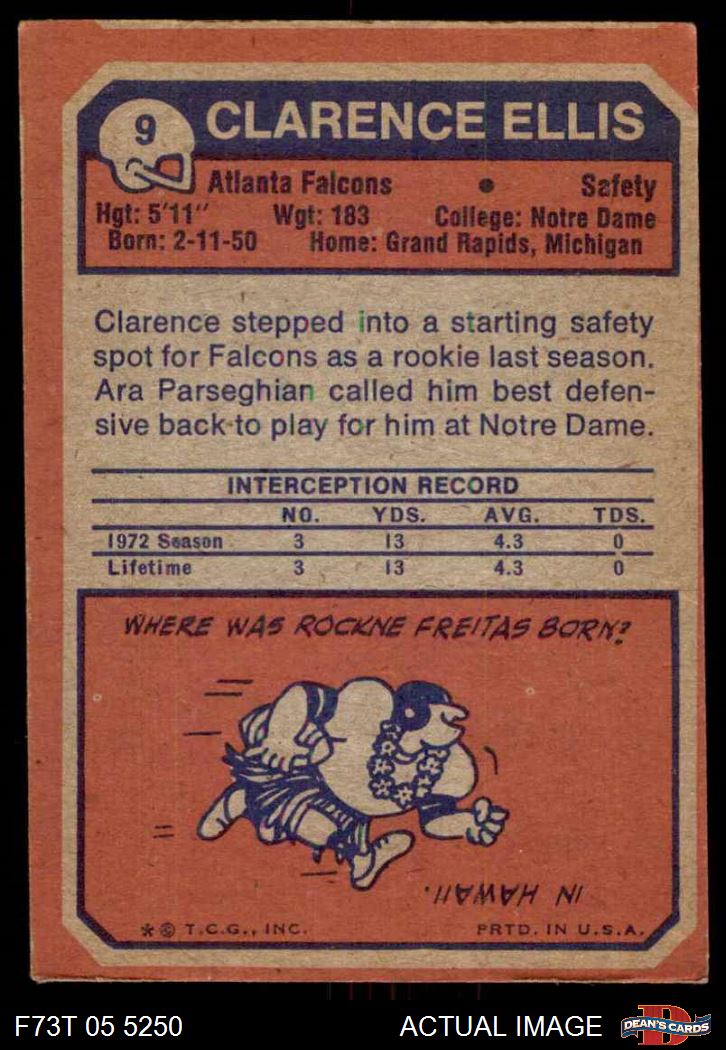 9
CLARENCE ELLIS
Atlanta Falcons • Safety
Hgt: 5'11" Wgt: 183 College: Notre Dame
Born: 2-11-50 Home: Grand Rapids, Michigan
Clarence stepped into a starting safety
spot for Falcons as a rookie last season.
Ara Parseghian called him best defen-
sive back to play for him at Notre Dame.
INTERCEPTION RECORD
NO. YDS. AVG. TDS.
1972 Season 3 13 4.3 0
Lifetime 3 13 4.3 0
WHERE WAS ROCKNE FREITAS BORN?
IN HAWAII.
* © T.C.G., INC. PRTD. IN U.S.A.
F73T 05 5250 ACTUAL IMAGE D DEAN'S CARDS